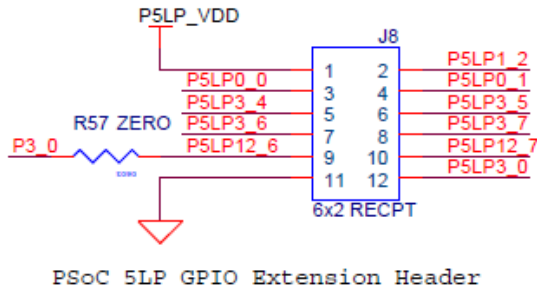 P5LP_VDD
J8
1 2 P5LP1_2
P5LP0_0 3 4 P5LP0_1
P5LP3_4 5 6 P5LP3_5
P5LP3_6 7 8 P5LP3_7
R57 ZERO
P3_0 P5LP12_6 9 10 P5LP12_7
11 12 P5LP3_0
6x2 RECPT
PSoC 5LP GPIO Extension Header